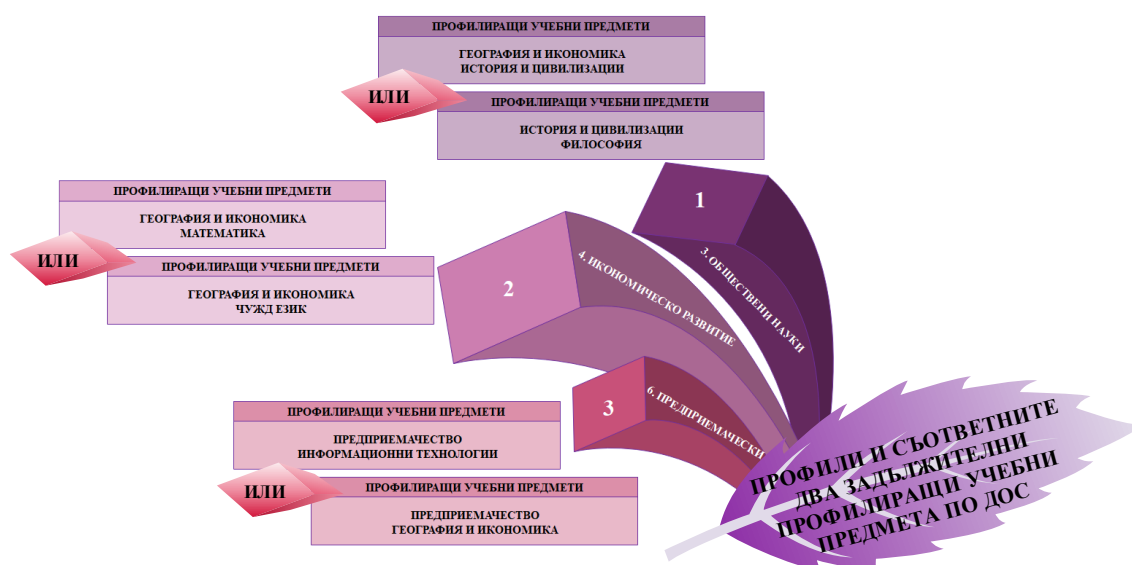 ПРОФИЛИРАЩИ УЧЕБНИ ПРЕДМЕТИ
ГЕОГРАФИЯ И ИКОНОМИКА
ИСТОРИЯ И ЦИВИЛИЗАЦИИ
ИЛИ
ПРОФИЛИРАЩИ УЧЕБНИ ПРЕДМЕТИ
ИСТОРИЯ И ЦИВИЛИЗАЦИИ
ФИЛОСОФИЯ
1
3. ОБЩЕСТВЕНИ НАУКИ
ПРОФИЛИРАЩИ УЧЕБНИ ПРЕДМЕТИ
ГЕОГРАФИЯ И ИКОНОМИКА
МАТЕМАТИКА
ИЛИ
ПРОФИЛИРАЩИ УЧЕБНИ ПРЕДМЕТИ
ГЕОГРАФИЯ И ИКОНОМИКА
ЧУЖД ЕЗИК
2
4. ИКОНОМИЧЕСКО РАЗВИТИЕ
ПРОФИЛИРАЩИ УЧЕБНИ ПРЕДМЕТИ
ПРЕДПРИЕМАЧЕСТВО
ИНФОРМАЦИОННИ ТЕХНОЛОГИИ
ИЛИ
ПРОФИЛИРАЩИ УЧЕБНИ ПРЕДМЕТИ
ПРЕДПРИЕМАЧЕСТВО
ГЕОГРАФИЯ И ИКОНОМИКА
3
6. ПРЕДПРИЕМАЧЕСКИ
ПРОФИЛИ И СЪОТВЕТНИТЕ
ДВА ЗАДЪЛЖИТЕЛНИ
ПРОФИЛИРАЩИ УЧЕБНИ
ПРЕДМЕТА ПО ДОС